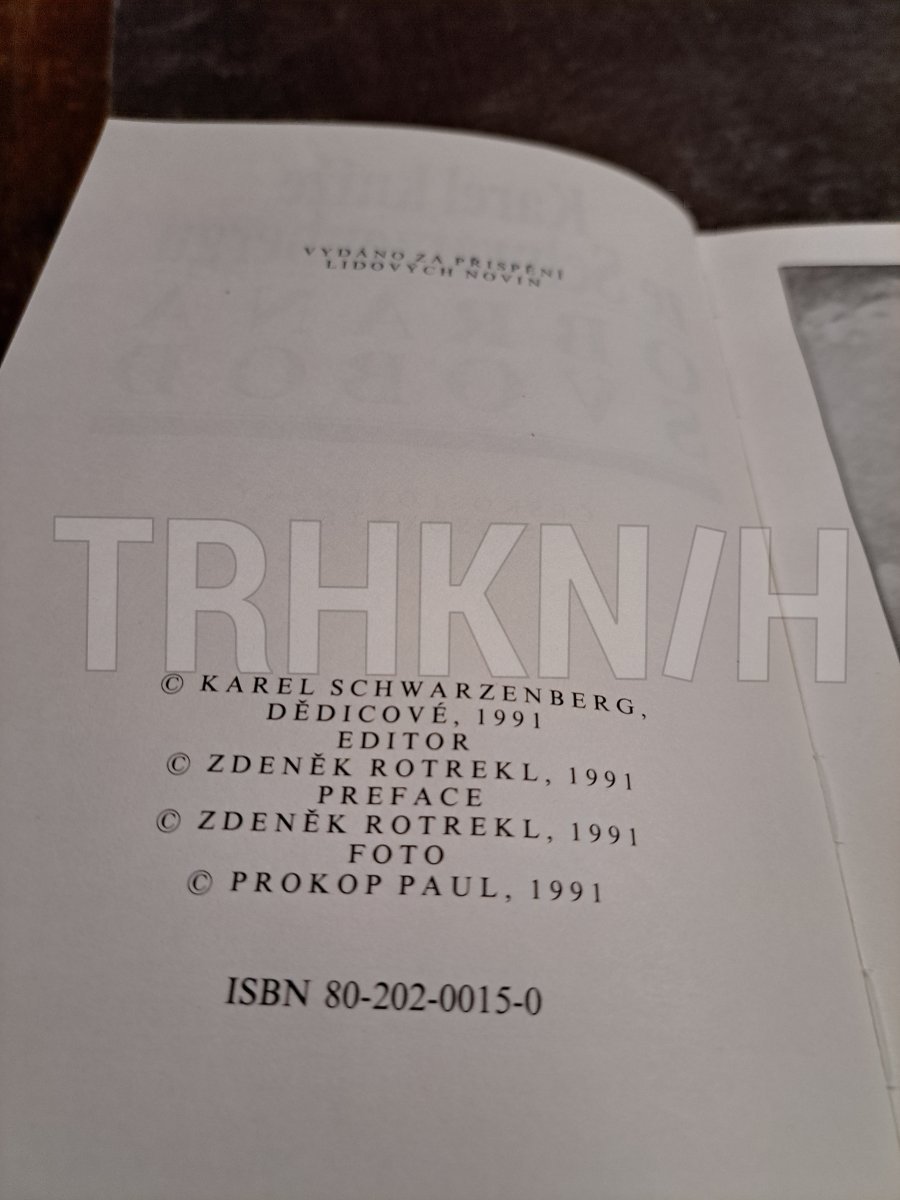 VYDÁNO ZA PŘISPĚNÍ
LIDOVÝCH NOVIN
TRHKN/H
© KAREL SCHWARZENBERG,
DĚDICOVÉ, 1991
EDITOR
© ZDENĚK ROTREKL, 1991
PREFACE
© ZDENĚK ROTREKL, 1991
FOTO
© PROKOP PAUL, 1991
ISBN 80-202-0015-0